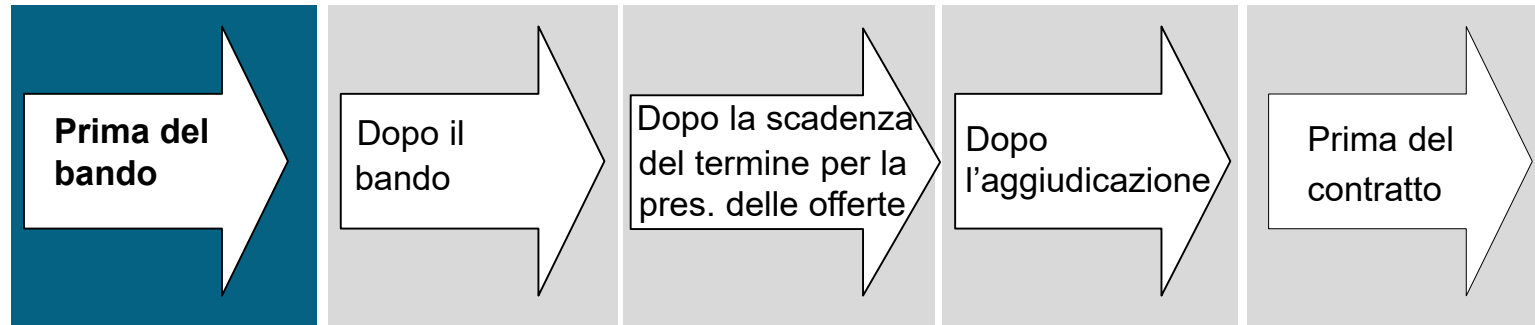 Prima del
bando
Dopo il
bando
Dopo la scadenza
del termine per la
pres. delle offerte
Dopo
l’aggiudicazione
Prima del
contratto